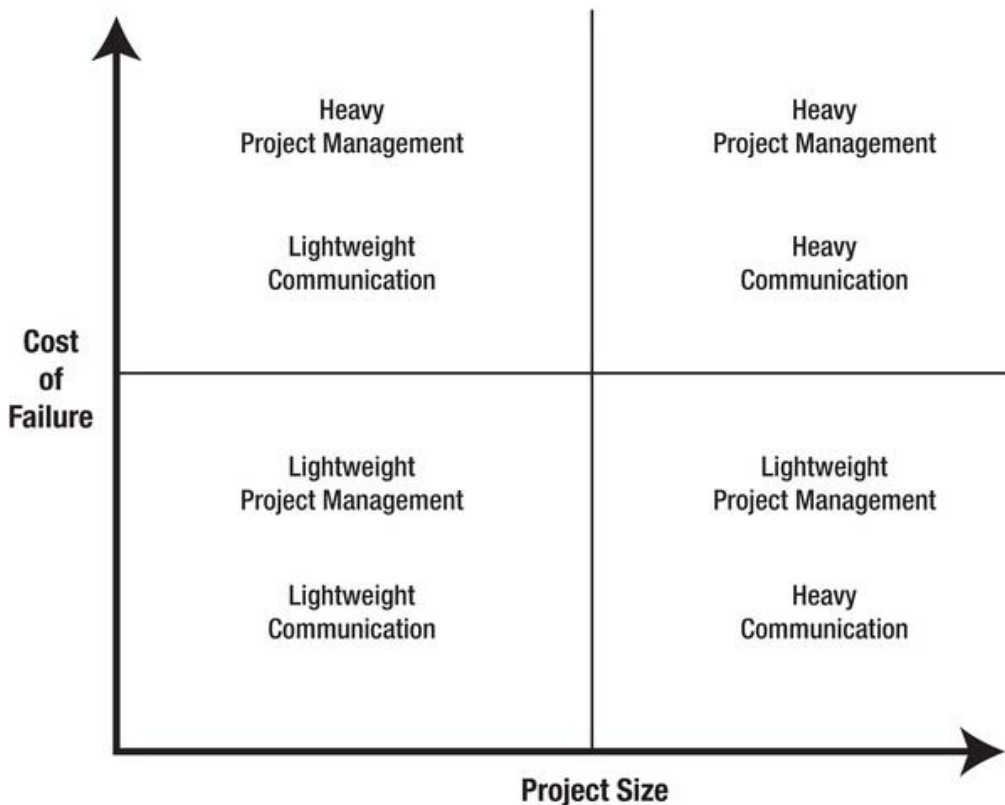 Heavy
Project Management
Heavy
Project Management
Lightweight
Communication
Heavy
Communication
Cost
of
Failure
Lightweight
Project Management
Lightweight
Project Management
Lightweight
Communication
Heavy
Communication
Project Size